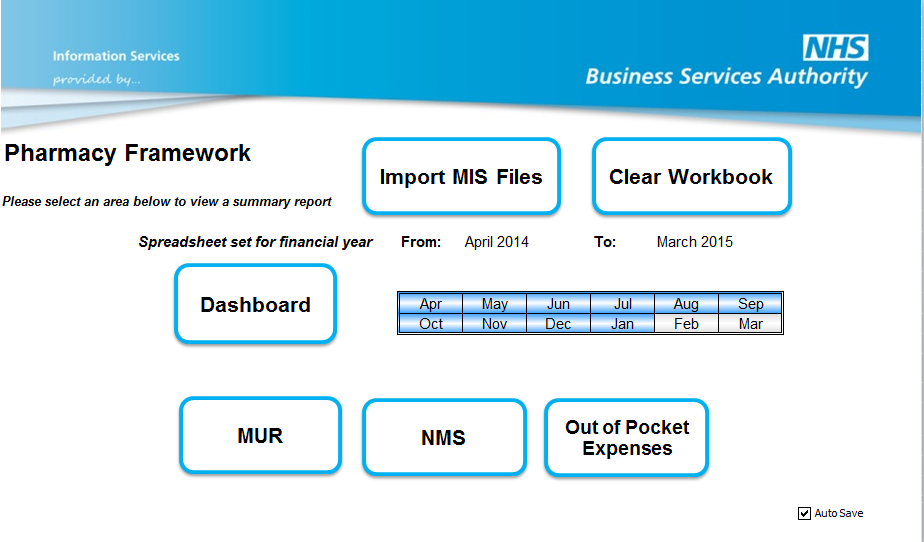 Information Services
provided by...
NHS
Business Services Authority
Pharmacy Framework
Import MIS Files
Clear Workbook
Please select an area below to view a summary report
Spreadsheet set for financial year From: April 2014 To: March 2015
Dashboard
Apr May Jun Jul Aug Sep
Oct Nov Dec Jan Feb Mar
MUR
NMS
Out of Pocket
Expenses
Auto Save